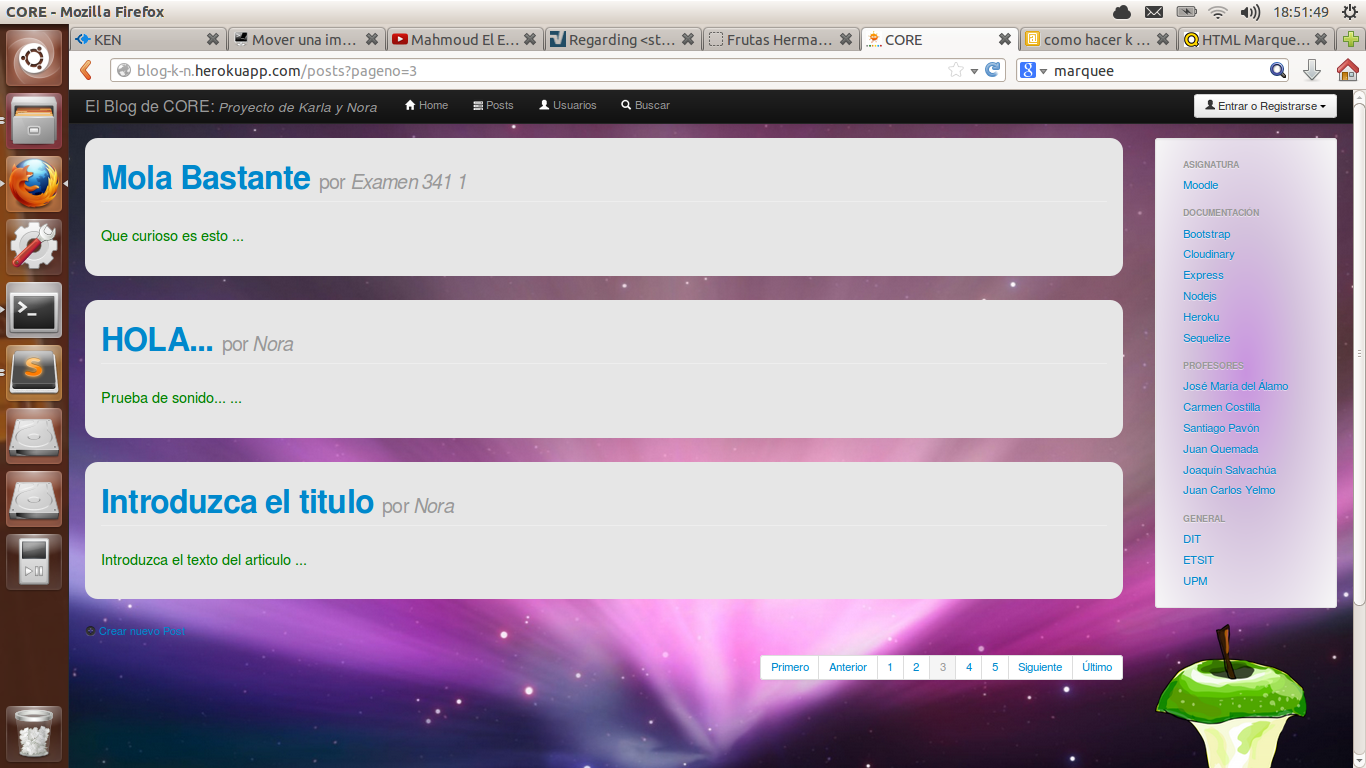 CORE - Mozilla Firefox
18:51:49
KEN
Mover una im...
Mahmoud El E...
Regarding <st...
Frutas Herma...
CORE
como hacer k ...
HTML Marque...
blog-k-n.herokuapp.com/posts?pageno=3
marquee
El Blog de CORE: Proyecto de Karla y Nora
Home
Posts
Usuarios
Buscar
Entrar o Registrarse
Mola Bastante por Examen 341 1
Que curioso es esto ...
HOLA... por Nora
Prueba de sonido... ...
Introduzca el titulo por Nora
Introduzca el texto del articulo ...
Crear nuevo Post
Primero Anterior 1 2 3 4 5 Siguiente Último
ASIGNATURA
Moodle
DOCUMENTACIÓN
Bootstrap
Cloudinary
Express
Nodejs
Heroku
Sequelize
PROFESORES
José María del Álamo
Carmen Costilla
Santiago Pavón
Juan Quemada
Joaquín Salvachúa
Juan Carlos Yelmo
GENERAL
DIT
ETSIT
UPM